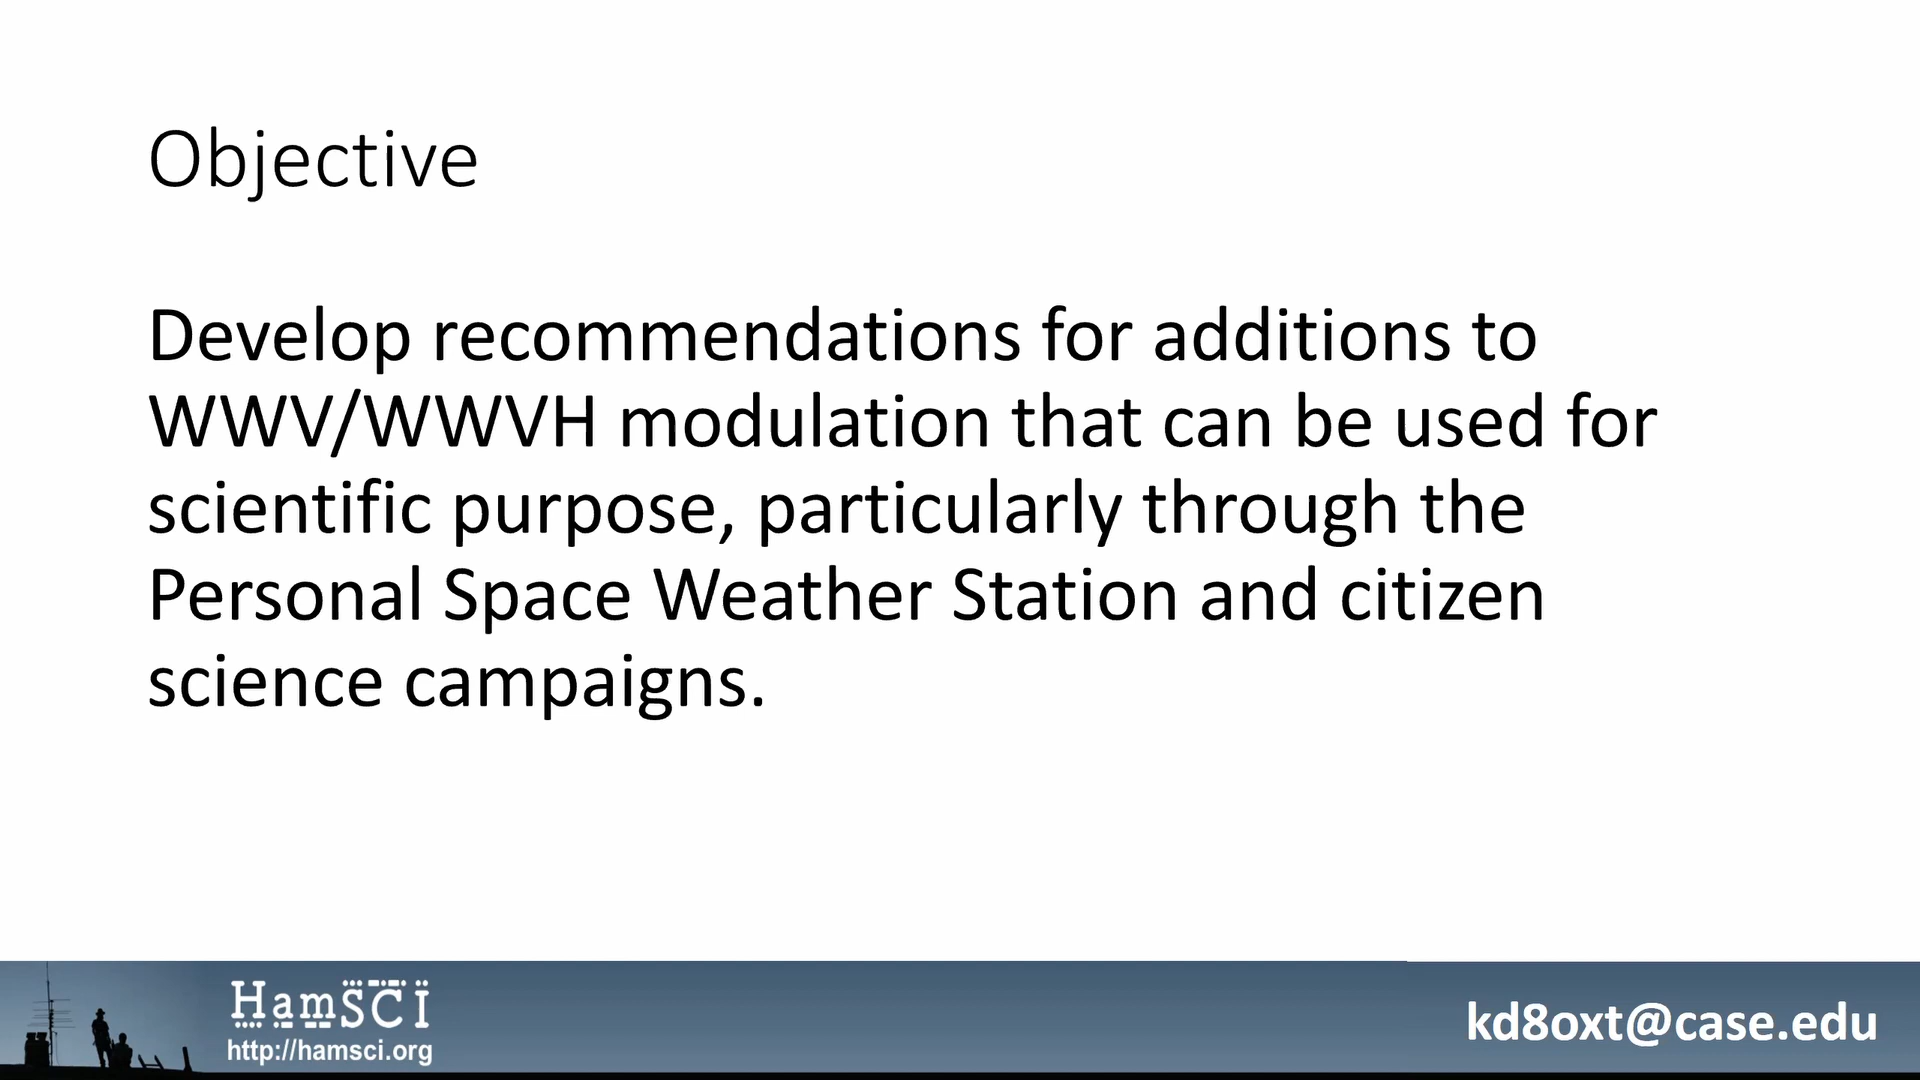 Objective
Develop recommendations for additions to
WWV/WWVH modulation that can be used for
scientific purpose, particularly through the
Personal Space Weather Station and citizen
science campaigns.
HamSCI
http://hamsci.org
kd8oxt@case.edu